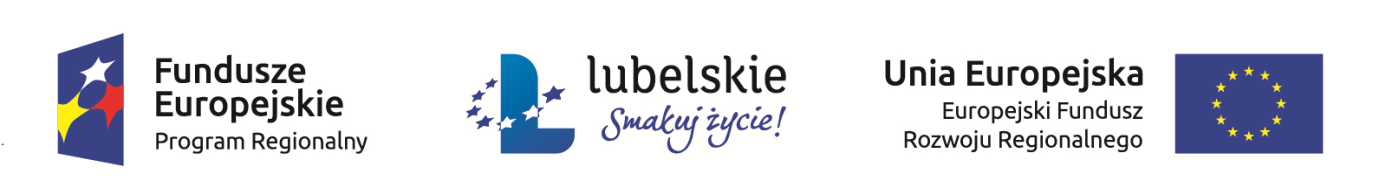 Fundusze
Europejskie
Program Regionalny
lubelskie
Smakuj życie!
Unia Europejska
Europejski Fundusz
Rozwoju Regionalnego